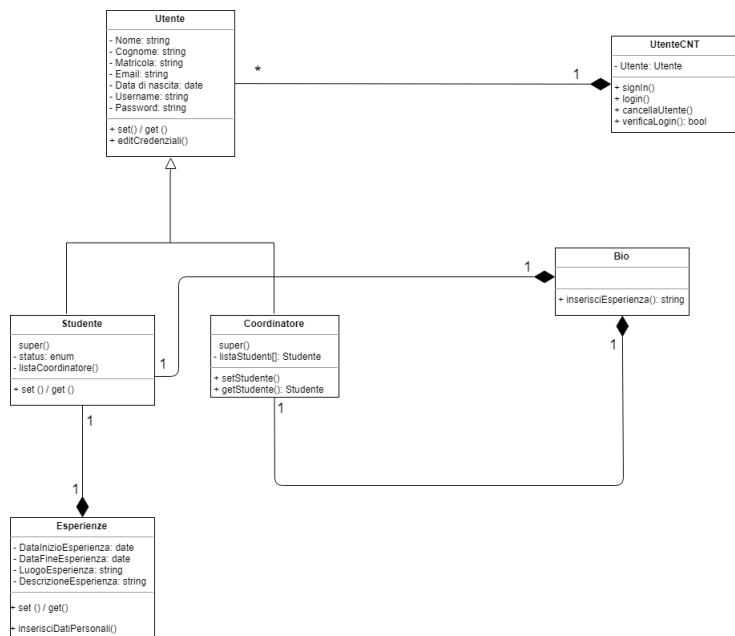 Utente
- Nome: string
- Cognome: string
- Matricola: string
- Email: string
- Data di nascita: date
- Username: string
- Password: string
+ set() / get ()
+ editCredenziali()
*
1
UtenteCNT
- Utente: Utente
+ signIn()
+ login()
+ cancellaUtente()
+ verificaLogin(): bool
Bio
+ inserisciEsperienza(): string
1
1
Studente
super()
- status: enum
- listaCoordinatore()
+ set () / get ()
1
1
Coordinatore
super()
- listaStudenti[]: Studente
+ setStudente()
+ getStudente(): Studente
1
1
Esperienze
- DataInizioEsperienza: date
- DataFineEsperienza: date
- LuogoEsperienza: string
- DescrizioneEsperienza: string
+ set () / get()
+ inserisciDatiPersonali()